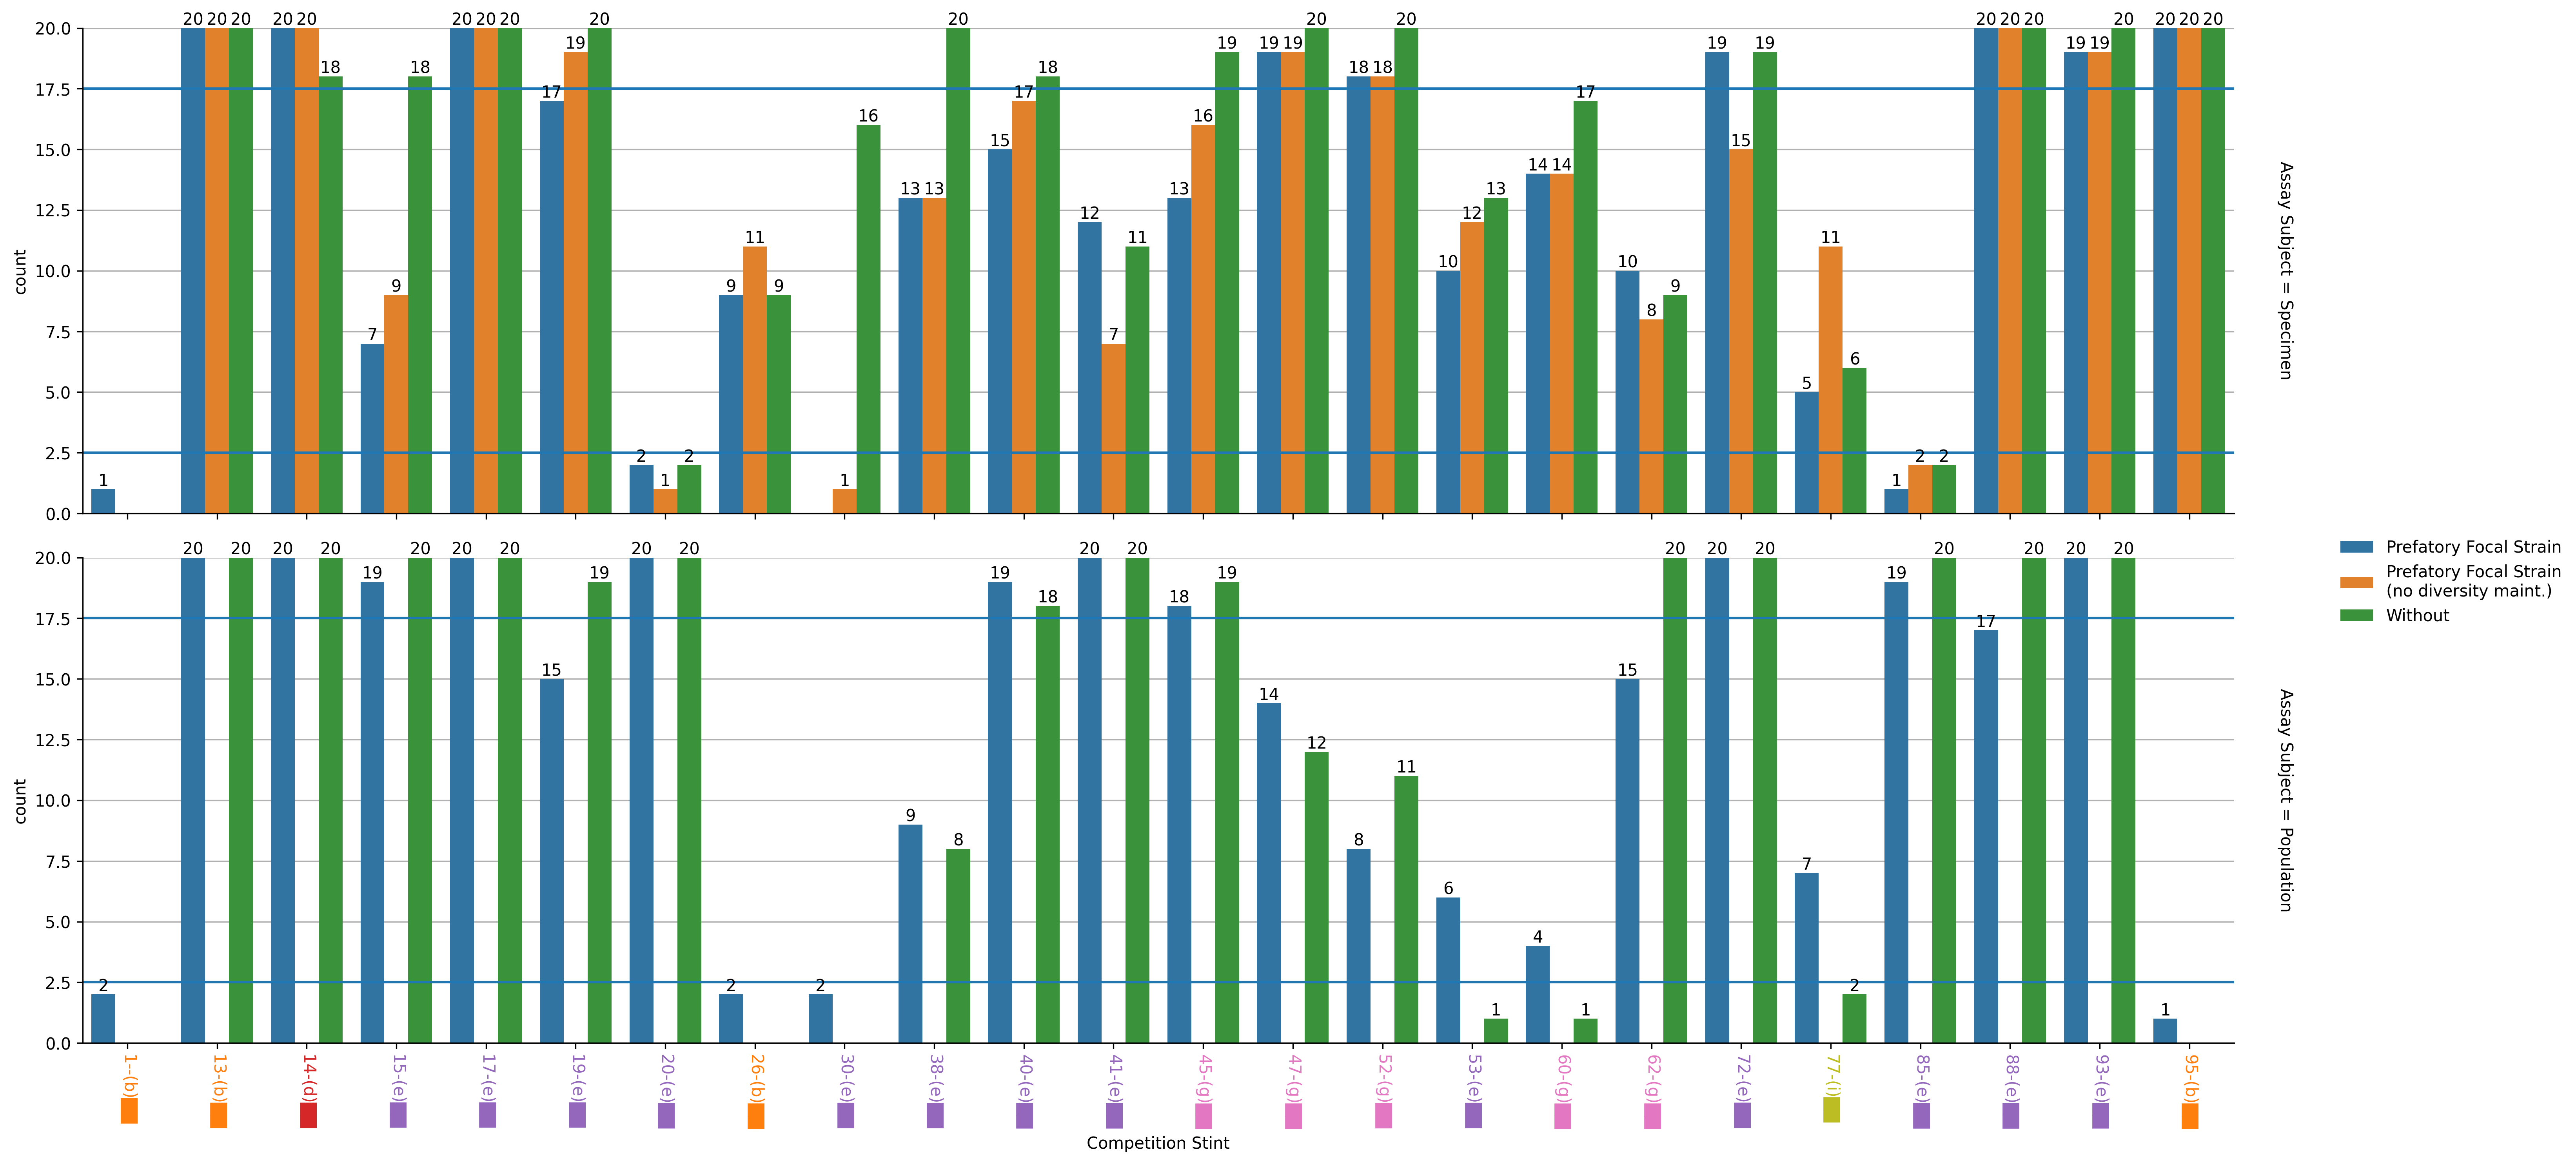 20 20 20 20 20 20 20 20 20 20 20 20 20 20 20 20 20 20 20
20.0
19 19 19 19 19 19 19 19
18 18 18 18 18
17.5
17 17 17
16 16
15.0
15 15
14 14
13 13 13 13
12.5
12 12
11 11 11
10.0
10 10
9 9 9 9
8
7.5
7 7
6
5.0
5
2.5
2 2 2 2
1 1 1 1
0.0
count
Assay Subject = Specimen
20 20 20 20 20 20 20 20 20 20 20 20 20 20 20 20 20 20
20.0
19 19 19 19 19
18 18
17.5
17
15.0
15 15
14
12.5
12
11
10.0
9
8 8
7.5
7
6
5.0
4
2.5
2 2 2 2
1 1 1
0.0
count
Assay Subject = Population
Prefatory Focal Strain
Prefatory Focal Strain
(no diversity maint.)
Without
1--(b)
13-(b)
14-(d)
15-(e)
17-(e)
19-(e)
20-(e)
26-(b)
30-(e)
38-(e)
40-(e)
41-(e)
45-(g)
47-(g)
52-(g)
53-(e)
60-(g)
62-(g)
72-(e)
77-(i)
85-(e)
88-(e)
93-(e)
95-(b)
Competition Stint